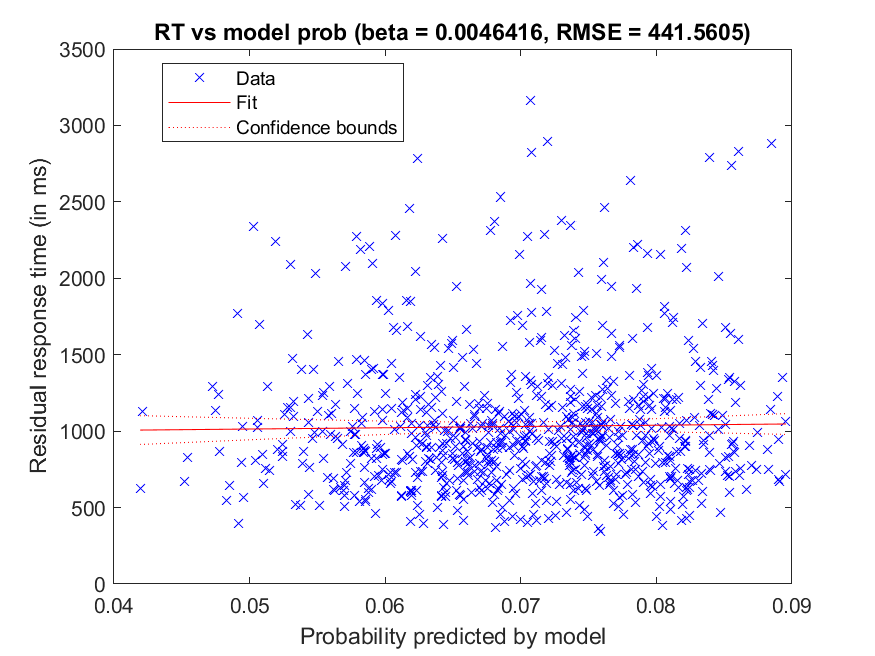 RT vs model prob (beta = 0.0046416, RMSE = 441.5605)
Data
Fit
Confidence bounds
Residual response time (in ms)
3500
3000
2500
2000
1500
1000
500
0
0.04 0.05 0.06 0.07 0.08 0.09
Probability predicted by model